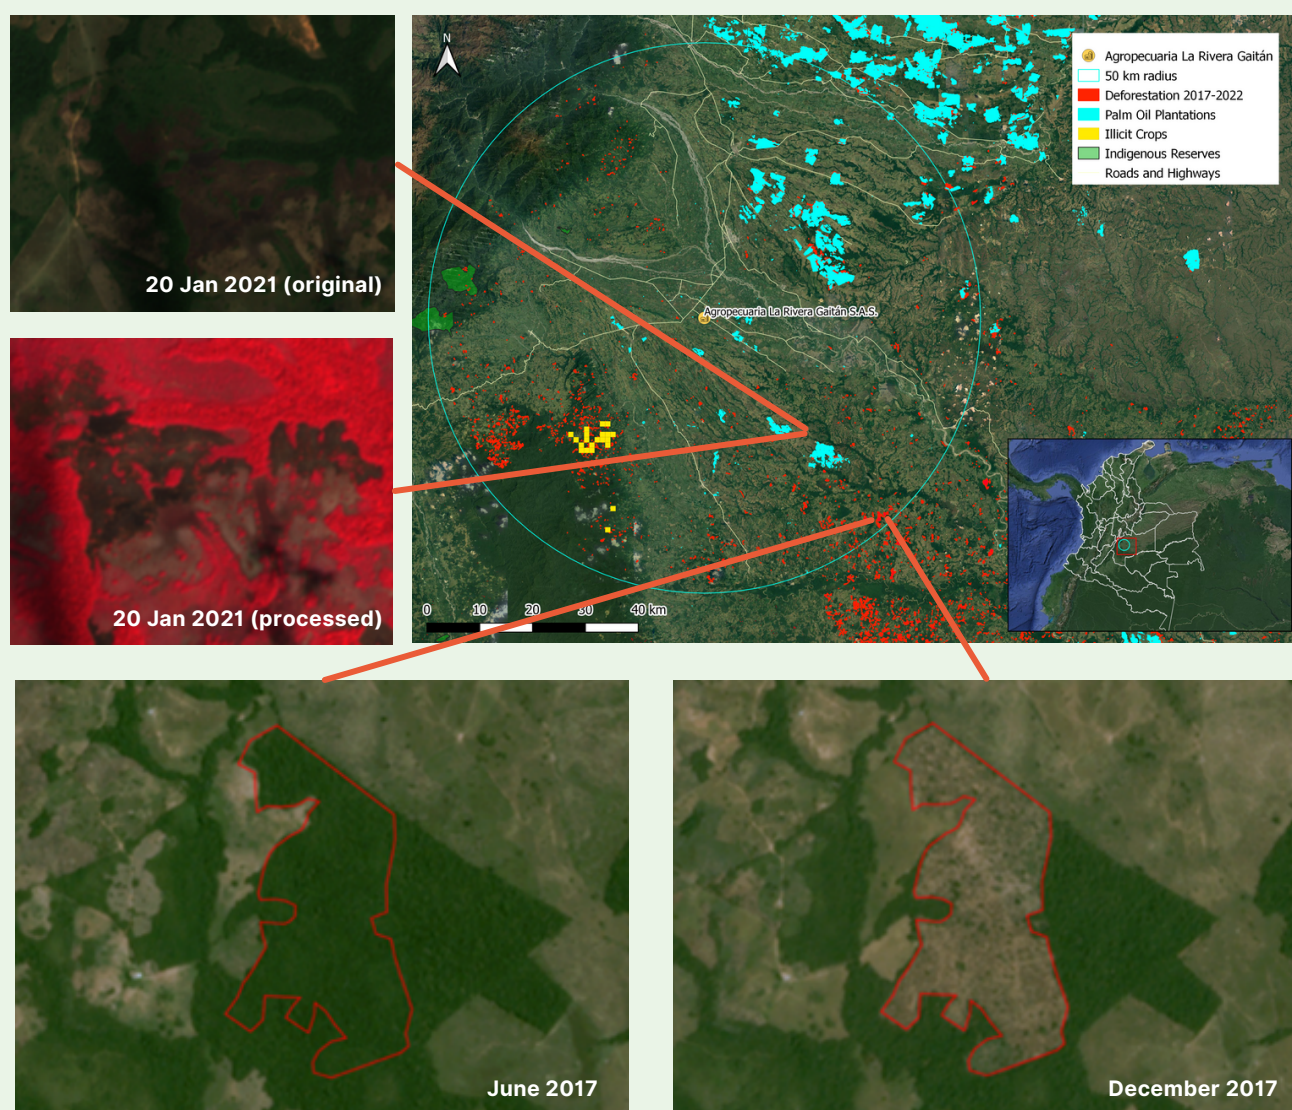 20 Jan 2021 (original)
20 Jan 2021 (processed)
N
Agropecuaria La Rivera Gaitán
50 km radius
Deforestation 2017-2022
Palm Oil Plantations
Illicit Crops
Indigenous Reserves
Roads and Highways
Agropecuaria La Rivera Gaitán S.A.S.
0 10 20 30 40 km
June 2017
December 2017